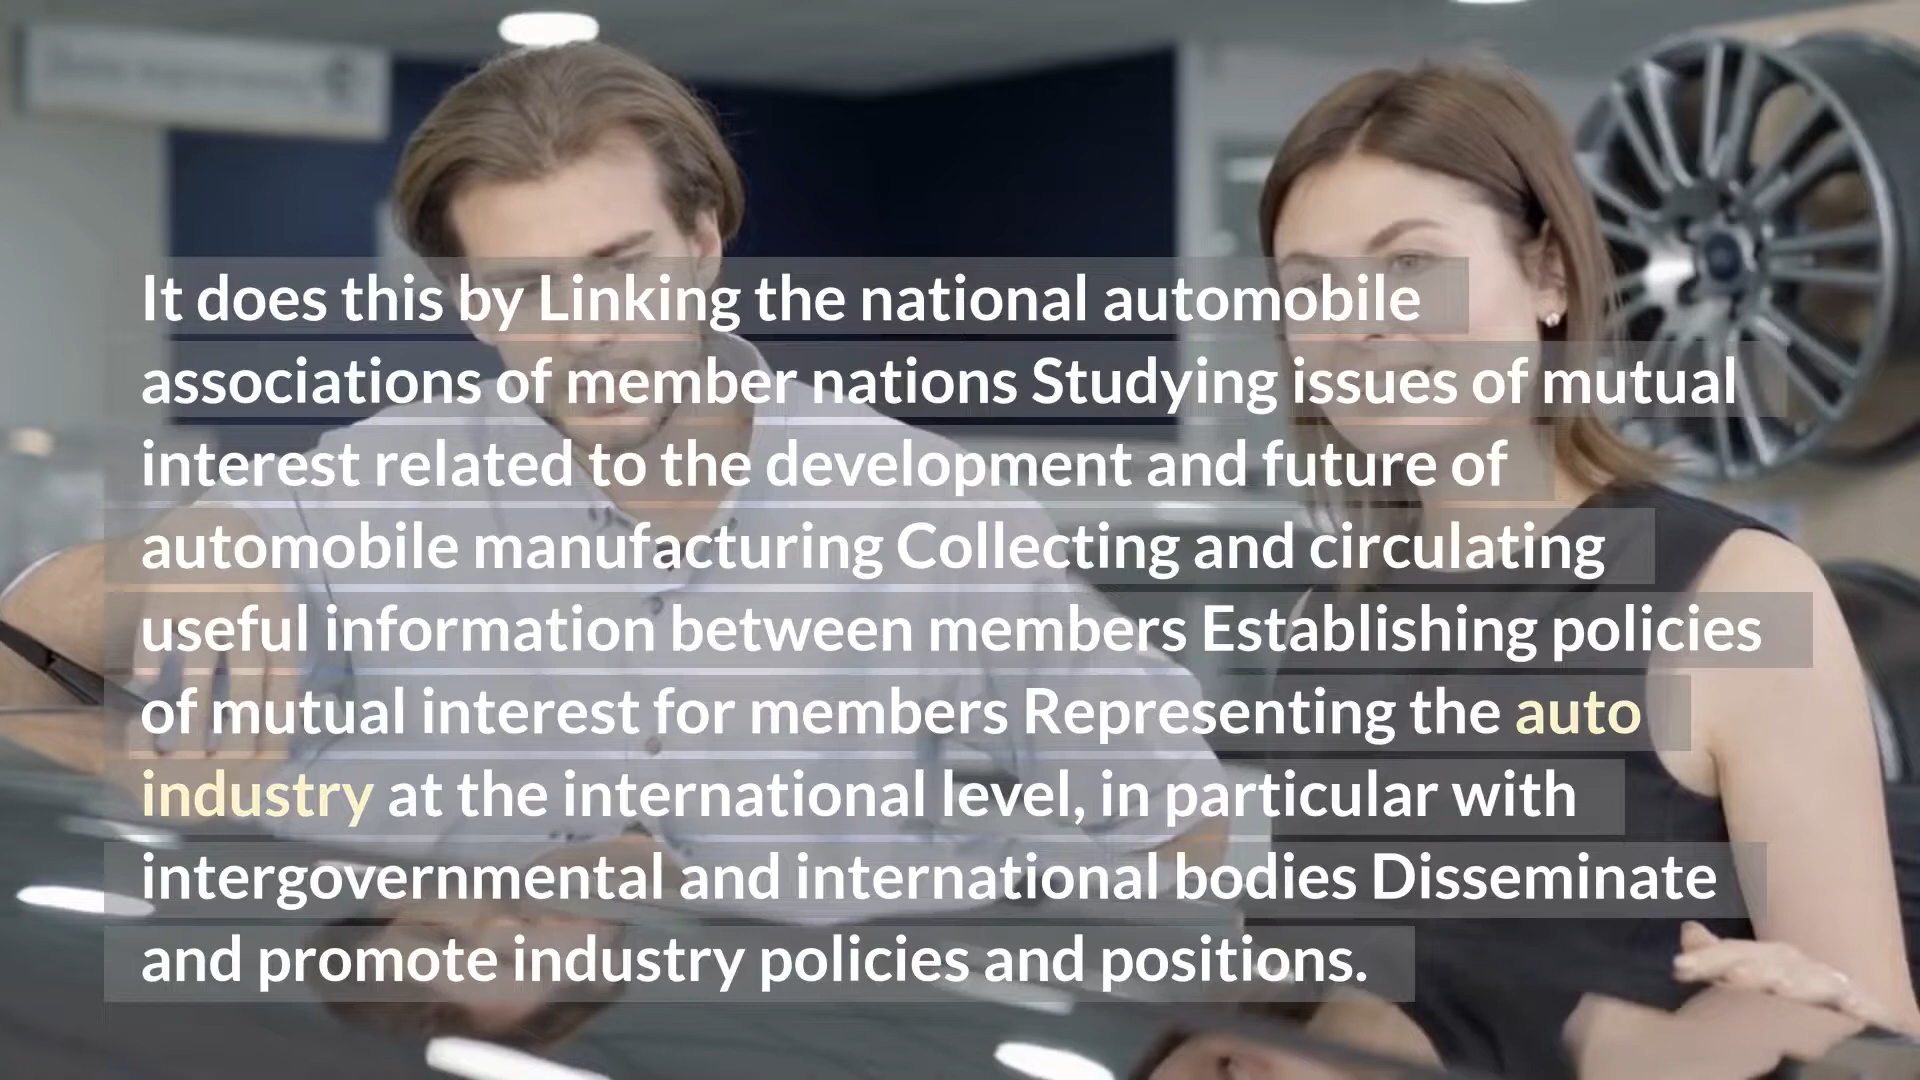 It does this by Linking the national automobile
associations of member nations Studying issues of mutual
interest related to the development and future of
automobile manufacturing Collecting and circulating
useful information between members Establishing policies
of mutual interest for members Representing the auto
industry at the international level, in particular with
intergovernmental and international bodies Disseminate
and promote industry policies and positions.